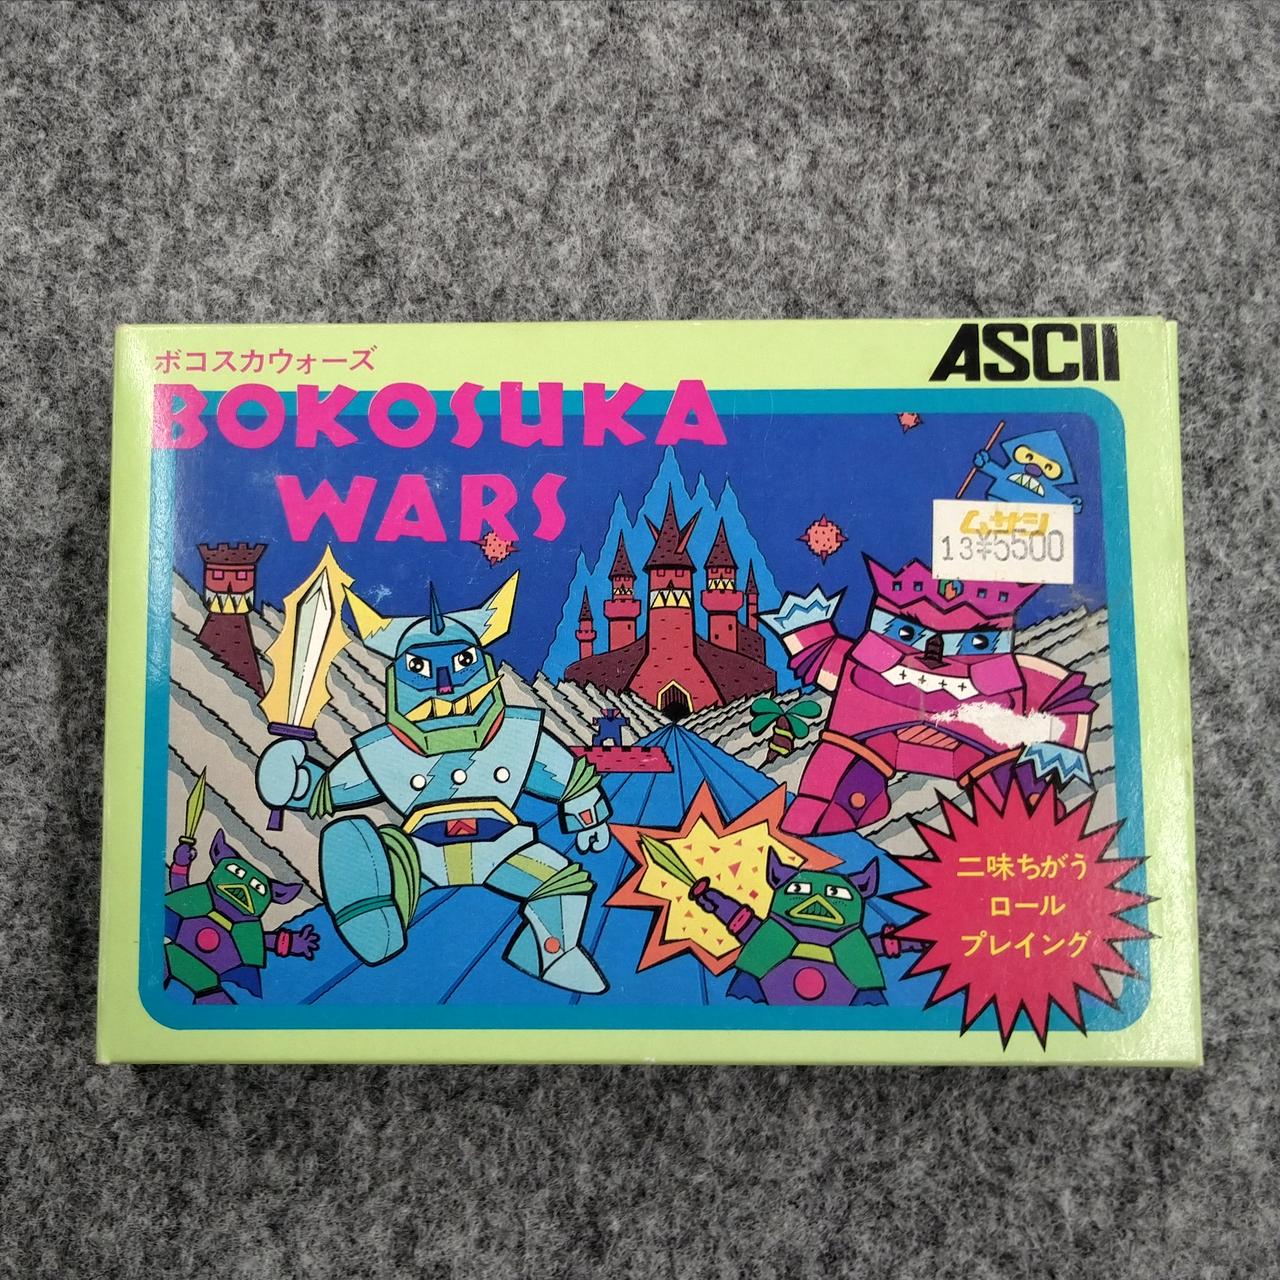 ボコスカウォーズ
ASCII
BOKOSUKA
WARS
ムサシ
13¥5500
二味ちがう
ロール
プレイング